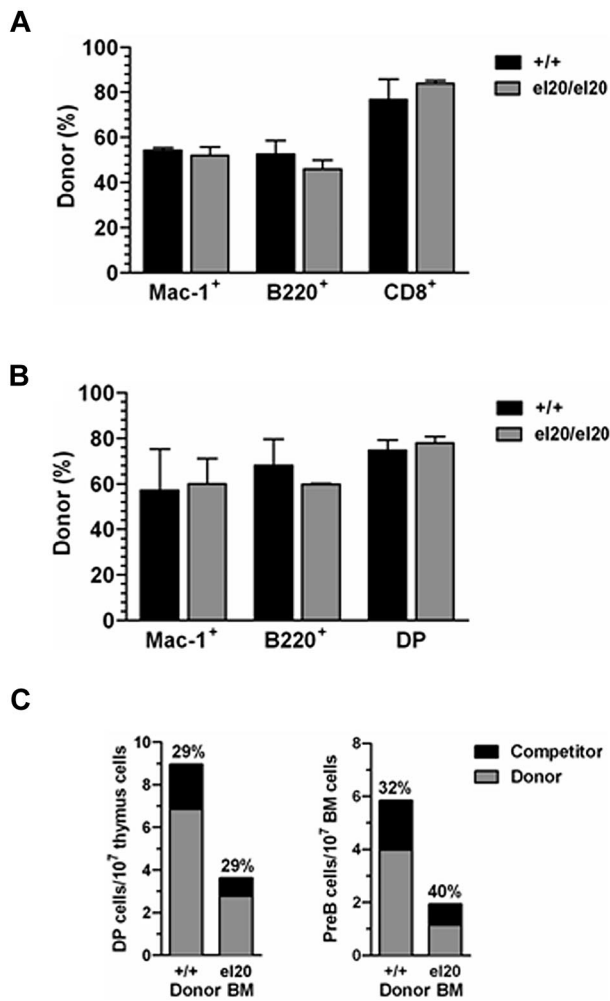 A
100
80
60
40
20
0
Donor (%)
Mac-1+ B220+ CD8+
+/+
el20/el20
B
100
80
60
40
20
0
Donor (%)
Mac-1+ B220+ DP
+/+
el20/el20
C
10
8
6
4
2
0
DP cells/10^7 thymus cells
29%
29%
+/+ el20
Donor BM
8
6
4
2
0
PreB cells/10^7 BM cells
32%
40%
+/+ el20
Donor BM
Competitor
Donor